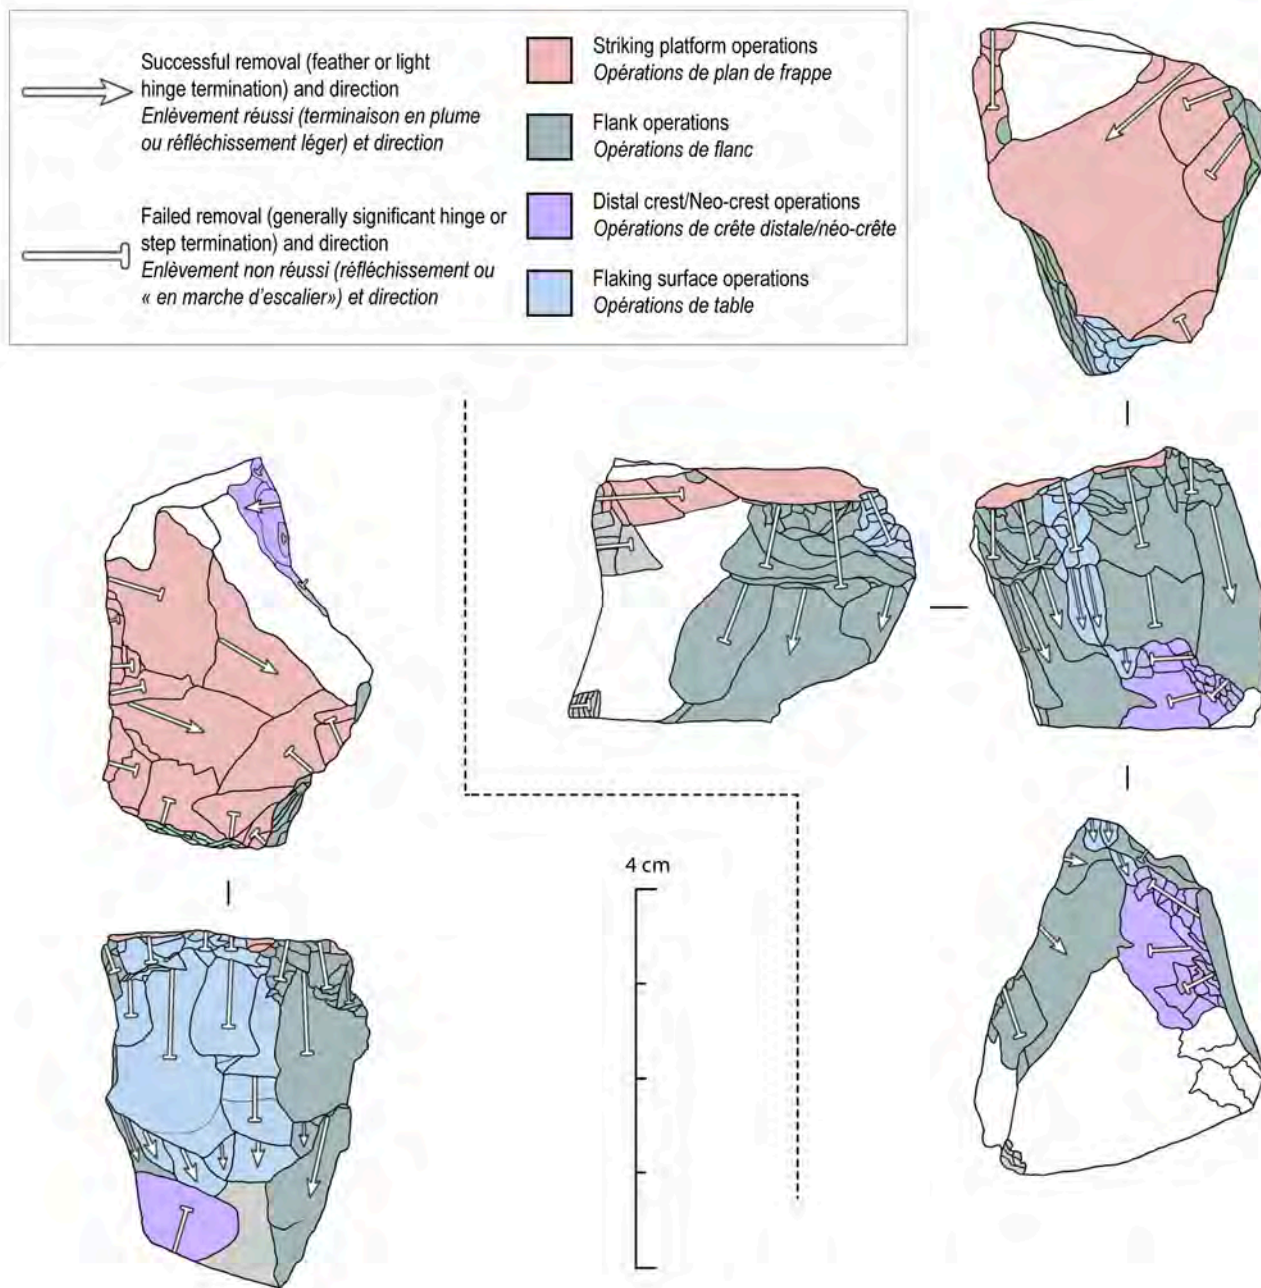 Successful removal (feather or light
hinge termination) and direction
Enlèvement réussi (terminaison en plume
ou réfléchissement léger) et direction
Failed removal (generally significant hinge or
step termination) and direction
Enlèvement non réussi (réfléchissement ou
« en marche d'escalier») et direction
Striking platform operations
Opérations de plan de frappe
Flank operations
Opérations de flanc
Distal crest/Neo-crest operations
Opérations de crête distale/néo-crête
Flaking surface operations
Opérations de table
4 cm